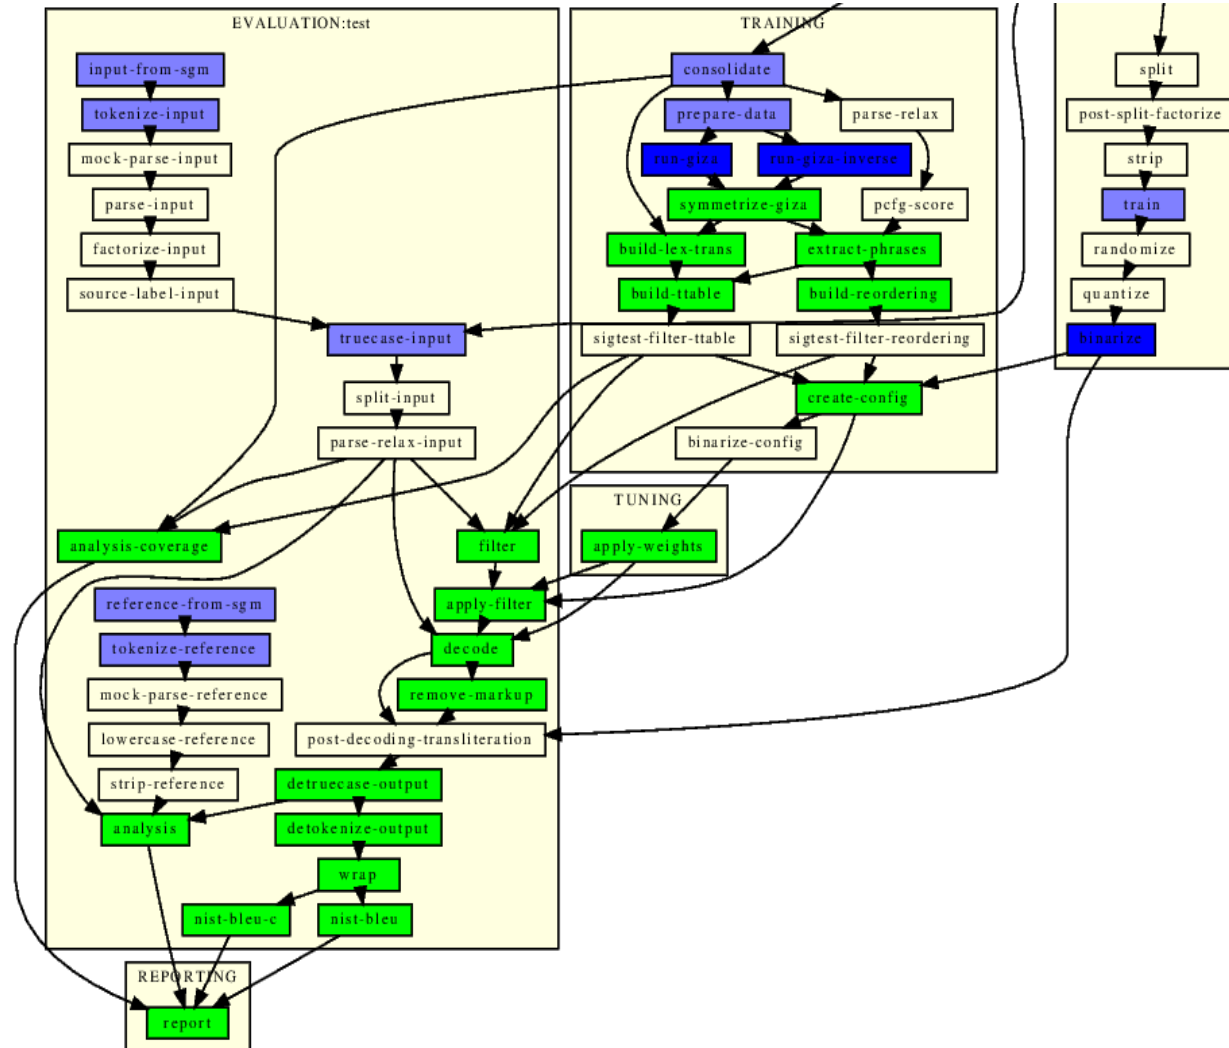 EVALUATION:test
input-from-sgm
tokenize-input
mock-parse-input
parse-input
factorize-input
source-label-input
truecase-input
split-input
parse-relax-input
analysis-coverage
filter
apply-filter
reference-from-sgm
tokenize-reference
decode
mock-parse-reference
remove-markup
lowercase-reference
post-decoding-transliteration
strip-reference
detruecase-output
analysis
detokenize-output
wrap
nist-bleu-c
nist-bleu
TRAINING
consolidate
prepare-data
parse-relax
run-giza
run-giza-inverse
symmetrize-giza
pcfg-score
build-lex-trans
extract-phrases
build-ttable
build-reordering
sigtest-filter-ttable
sigtest-filter-reordering
create-config
binarize-config
TUNING
apply-weights
split
post-split-factorize
strip
train
randomize
quantize
binarize
REPORTING
report